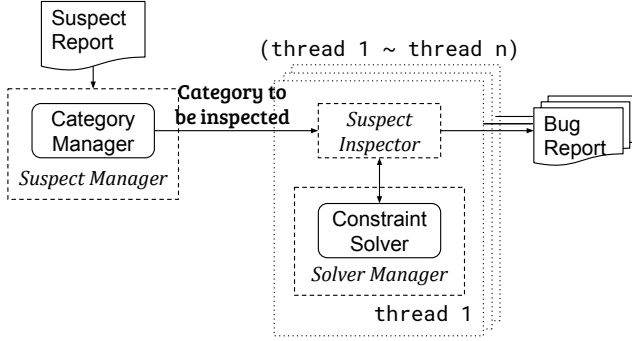 Suspect
Report
(thread 1 ~ thread n)
Category to
be inspected
Category
Manager
Suspect Manager
Suspect
Inspector
Bug
Report
Constraint
Solver
Solver Manager
thread 1